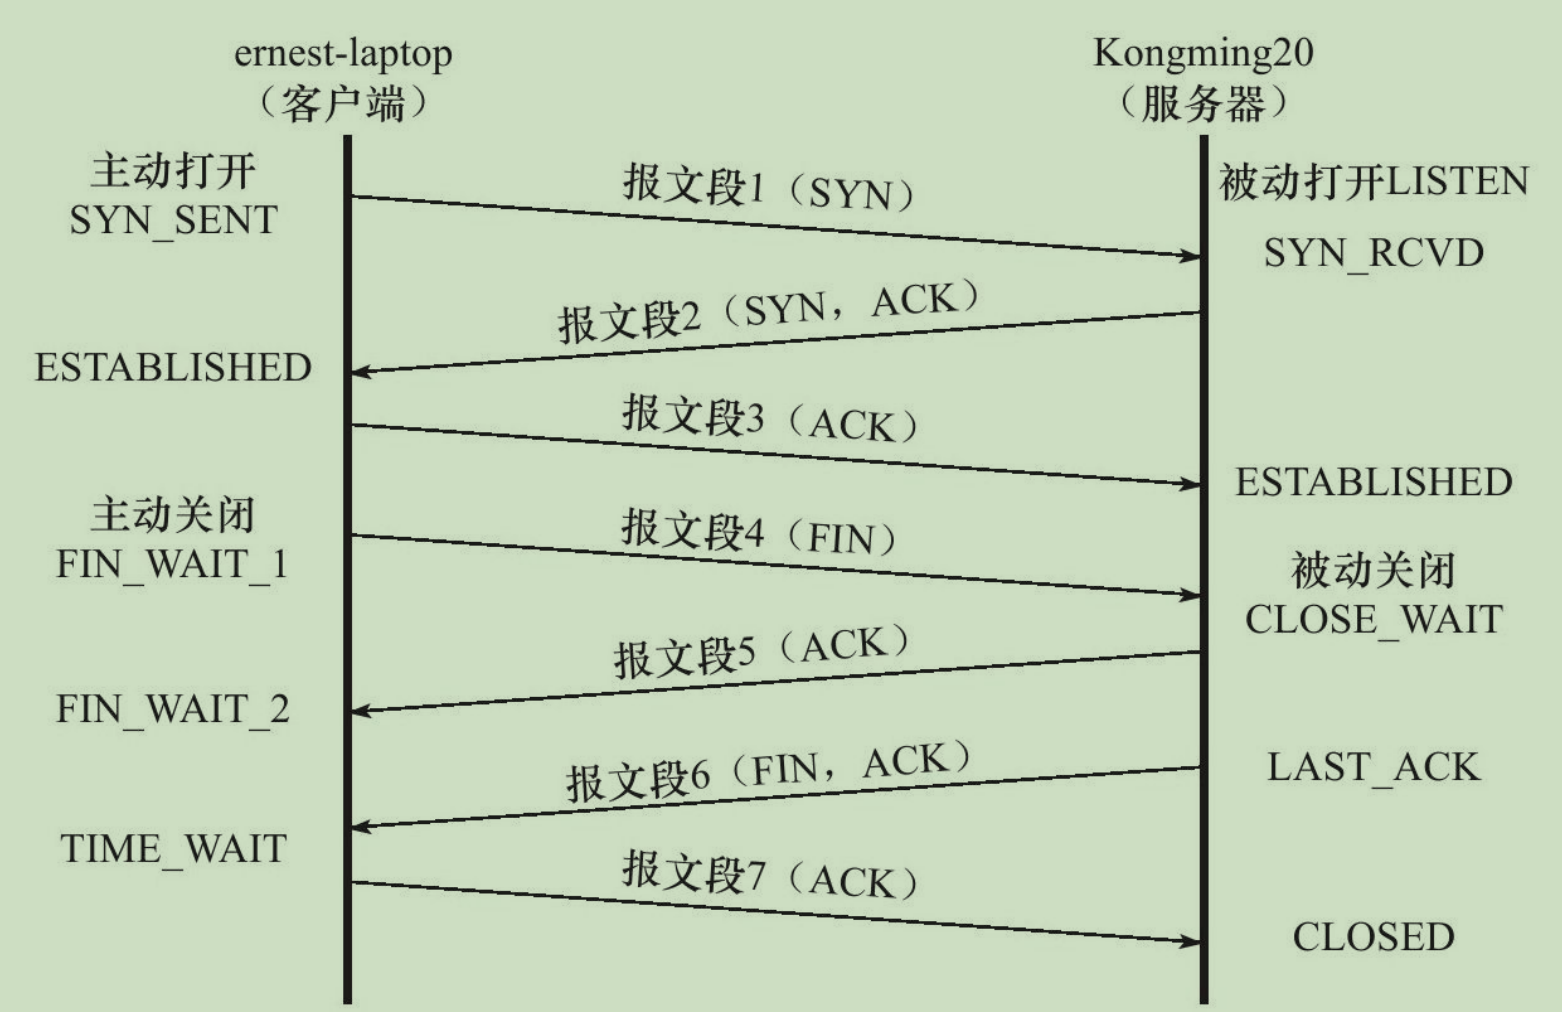 ernest-laptop
（客户端）
Kongming20
（服务器）
主动打开
SYN_SENT
报文段1（SYN）
被动打开LISTEN
SYN_RCVD
报文段2（SYN，ACK）
ESTABLISHED
报文段3（ACK）
ESTABLISHED
主动关闭
FIN_WAIT_1
报文段4（FIN）
被动关闭
CLOSE_WAIT
报文段5（ACK）
FIN_WAIT_2
报文段6（FIN，ACK）
LAST_ACK
TIME_WAIT
报文段7（ACK）
CLOSED